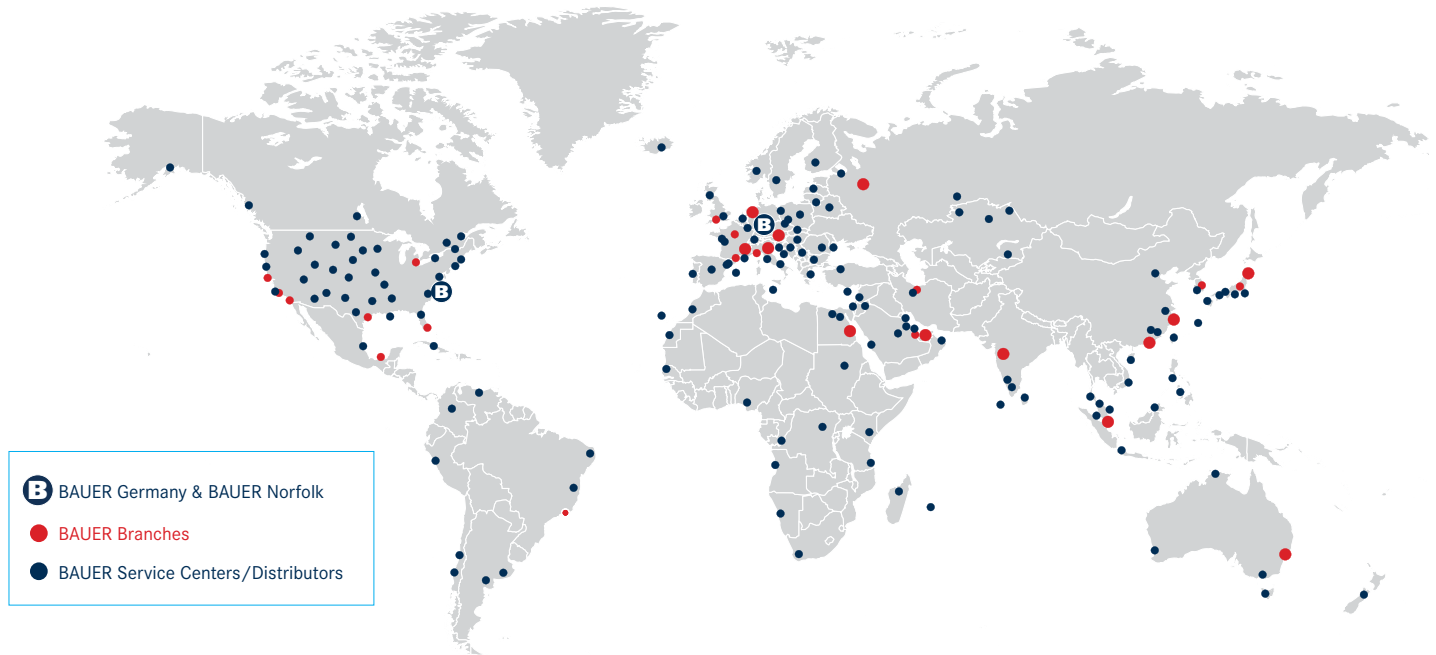 B
B
B BAUER Germany & BAUER Norfolk
BAUER Branches
BAUER Service Centers/Distributors